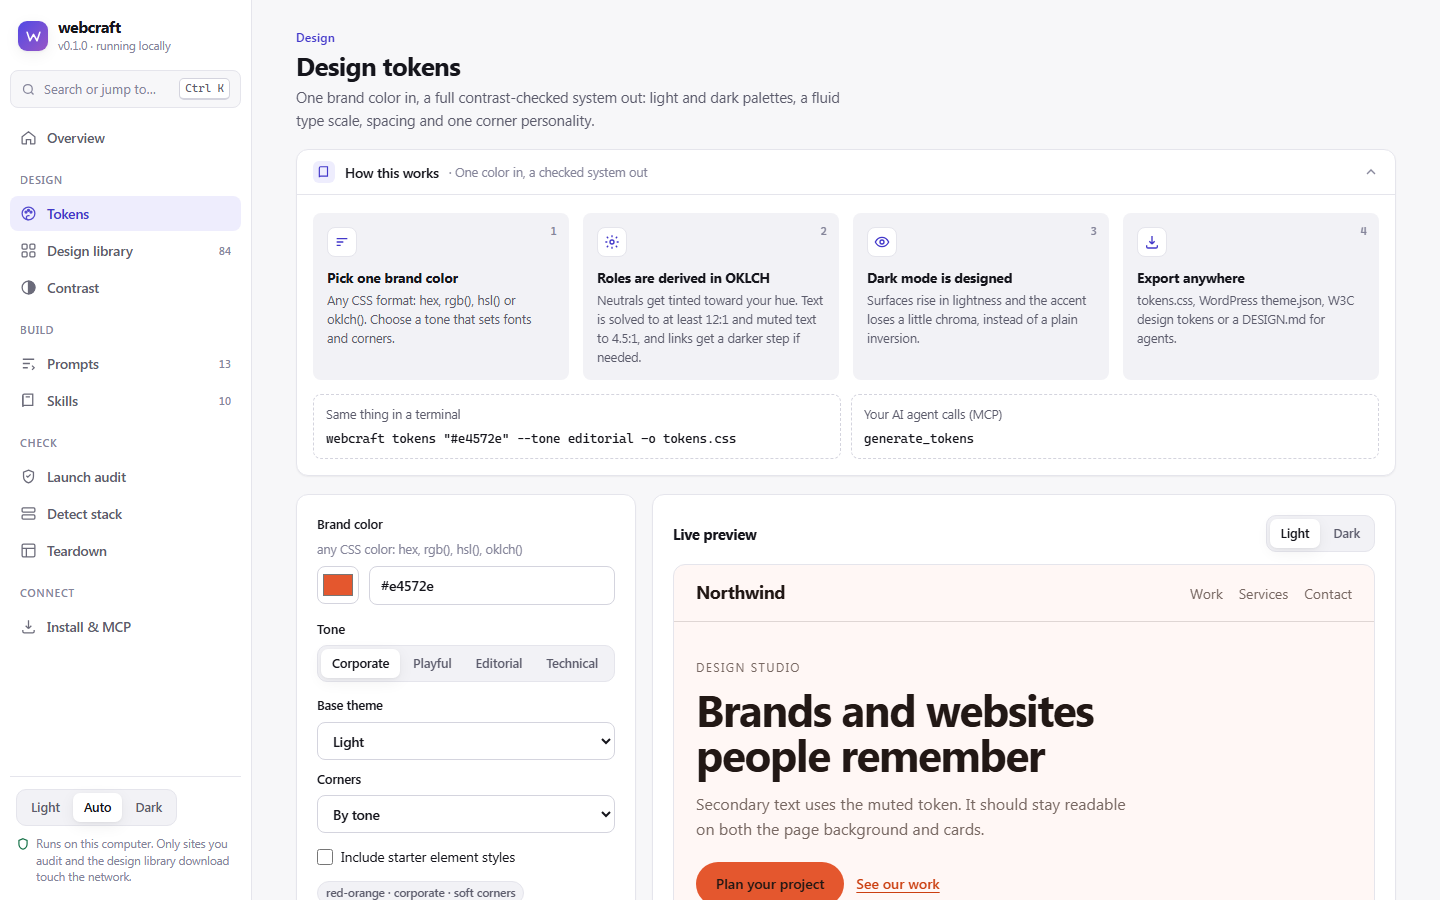 webcraft
v0.1.0 · running locally
Search or jump to...
Ctrl K
Overview
DESIGN
Tokens
Design library 84
Contrast
BUILD
Prompts 13
Skills 10
CHECK
Launch audit
Detect stack
Teardown
CONNECT
Install & MCP
Light Auto Dark
Runs on this computer. Only sites you
audit and the design library download
touch the network.
Design
Design tokens
One brand color in, a full contrast-checked system out: light and dark palettes, a fluid
type scale, spacing and one corner personality.
How this works · One color in, a checked system out
1
Pick one brand color
Any CSS format: hex, rgb(), hsl() or
oklch(). Choose a tone that sets fonts
and corners.
2
Roles are derived in OKLCH
Neutrals get tinted toward your hue. Text
is solved to at least 12:1 and muted text
to 4.5:1, and links get a darker step if
needed.
3
Dark mode is designed
Surfaces rise in lightness and the accent
loses a little chroma, instead of a plain
inversion.
4
Export anywhere
tokens.css, WordPress theme.json, W3C
design tokens or a DESIGN.md for
agents.
Same thing in a terminal
webcraft tokens "#e4572e" --tone editorial -o tokens.css
Your AI agent calls (MCP)
generate_tokens
Brand color
any CSS color: hex, rgb(), hsl(), oklch()
#e4572e
Tone
Corporate Playful Editorial Technical
Base theme
Light
Corners
By tone
Include starter element styles
red-orange · corporate · soft corners
Live preview
Light Dark
Northwind
Work Services Contact
DESIGN STUDIO
Brands and websites
people remember
Secondary text uses the muted token. It should stay readable
on both the page background and cards.
Plan your project
See our work